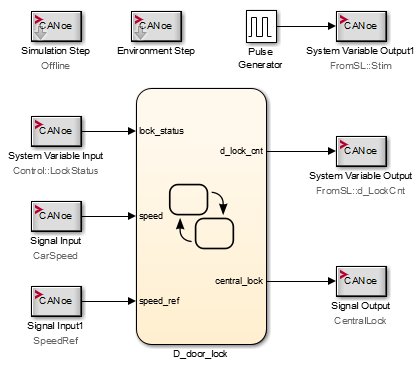 CANoe
Simulation Step
Offline
CANoe
Environment Step
Pulse
Generator
CANoe
System Variable Output1
FromSL::Stim
CANoe
System Variable Input
Control::LockStatus
CANoe
Signal Input
CarSpeed
CANoe
Signal Input1
SpeedRef
lock_status
speed
speed_ref
d_lock_cnt
central_lock
D_door_lock
CANoe
System Variable Output
FromSL::d_LockCnt
CANoe
Signal Output
CentralLock